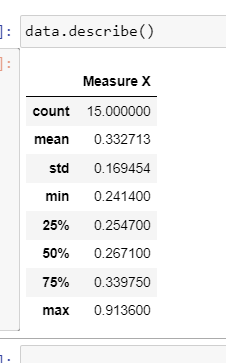 ]: data.describe()
]:
Measure X
count 15.000000
mean 0.332713
std 0.169454
min 0.241400
25% 0.254700
50% 0.267100
75% 0.339750
max 0.913600
]: